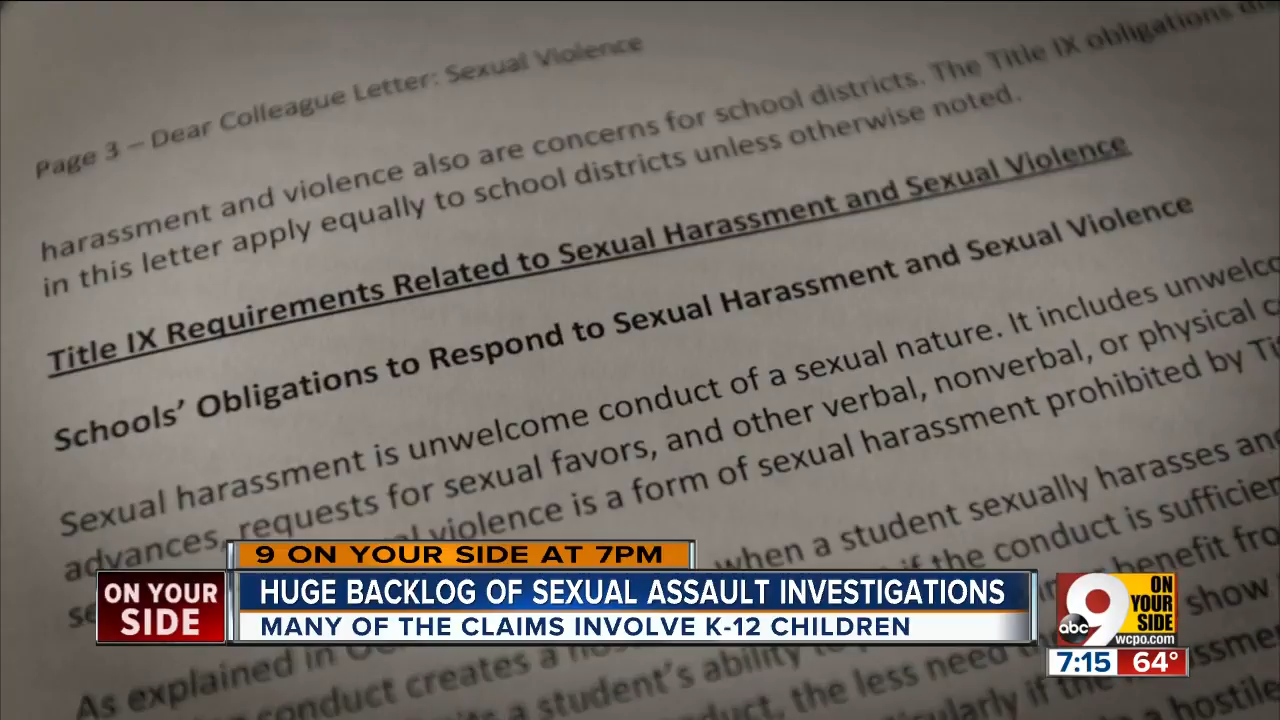 Page 3 – Dear Colleague Letter: Sexual Violence
harassment and violence also are concerns for school districts. The Title IX obligations
in this letter apply equally to school districts unless otherwise noted.
Title IX Requirements Related to Sexual Harassment and Sexual Violence
Schools' Obligations to Respond to Sexual Harassment and Sexual Violence
Sexual harassment is unwelcome conduct of a sexual nature. It includes
advances, requests for sexual favors, and other verbal, nonverbal, or physical
violence is a form of sexual harassment prohibited by
when a student sexually harasses
if the conduct is
benefit
show
As explained in
conduct creates a
a student's ability
the less need
if the
a hostile
9 ON YOUR SIDE AT 7PM
ON YOUR
SIDE
HUGE BACKLOG OF SEXUAL ASSAULT INVESTIGATIONS
MANY OF THE CLAIMS INVOLVE K-12 CHILDREN
abc 9
ON
YOUR
SIDE
wcpo.com
7:15 64°